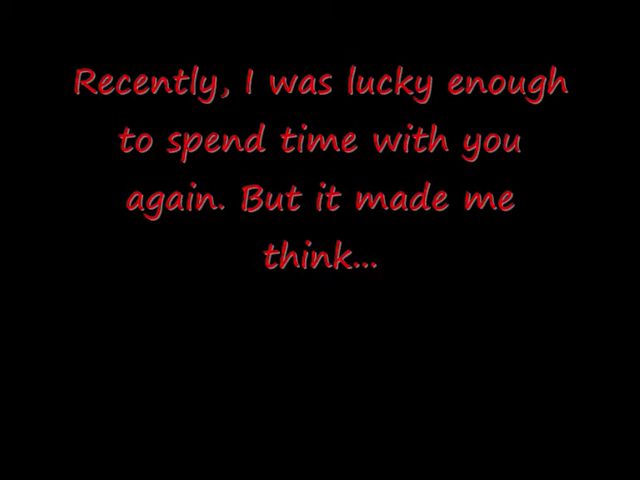 Recently, I was lucky enough
to spend time with you
again. But it made me
think...